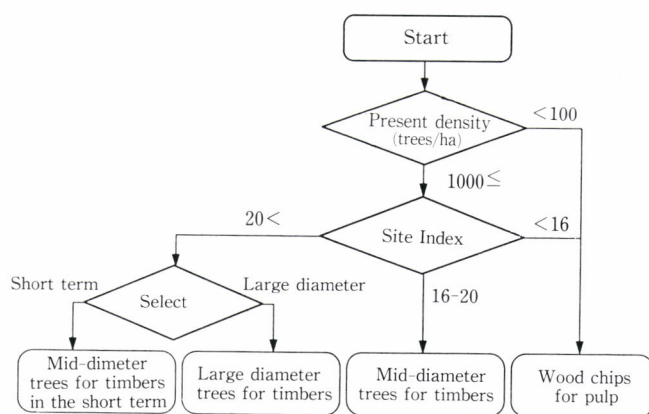 Start
Present density
(trees/ha)
<100
1000≤
20<
Site Index
<16
Short term
Select
Large diameter
16-20
Mid-dimeter
trees for timbers
in the short term
Large diameter
trees for timbers
Mid-diameter
trees for timbers
Wood chips
for pulp